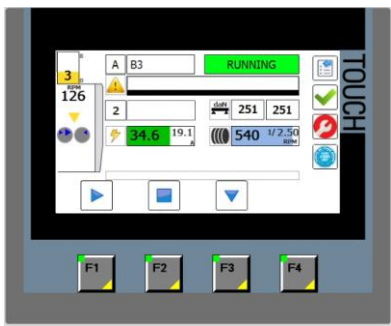 A B3 RUNNING
3
RPM
126
2 daN 251 251
34.6 19.1 A 540 1/2.50 RPM
TOUCH
F1 F2 F3 F4